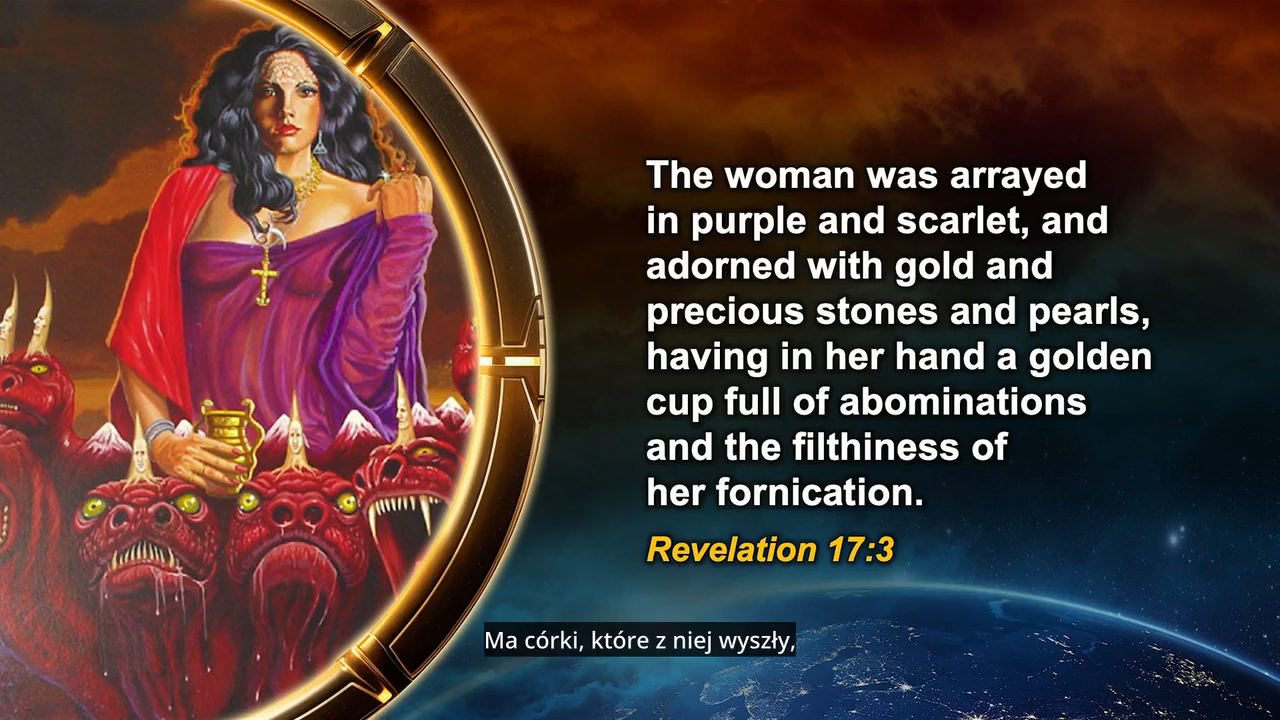 The woman was arrayed
in purple and scarlet, and
adorned with gold and
precious stones and pearls,
having in her hand a golden
cup full of abominations
and the filthiness of
her fornication.
Revelation 17:3
Ma córki, które z niej wyszły,